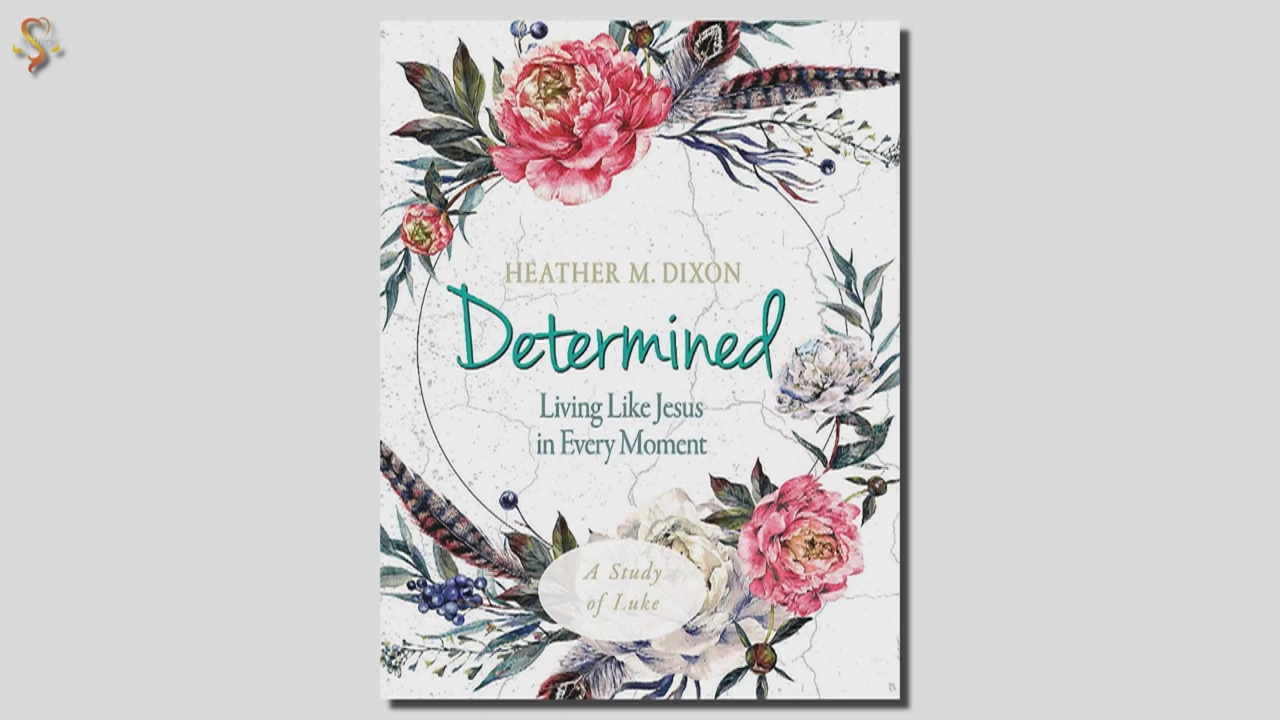 HEATHER M. DIXON
Determined
Living Like Jesus
in Every Moment
A Study
of Luke